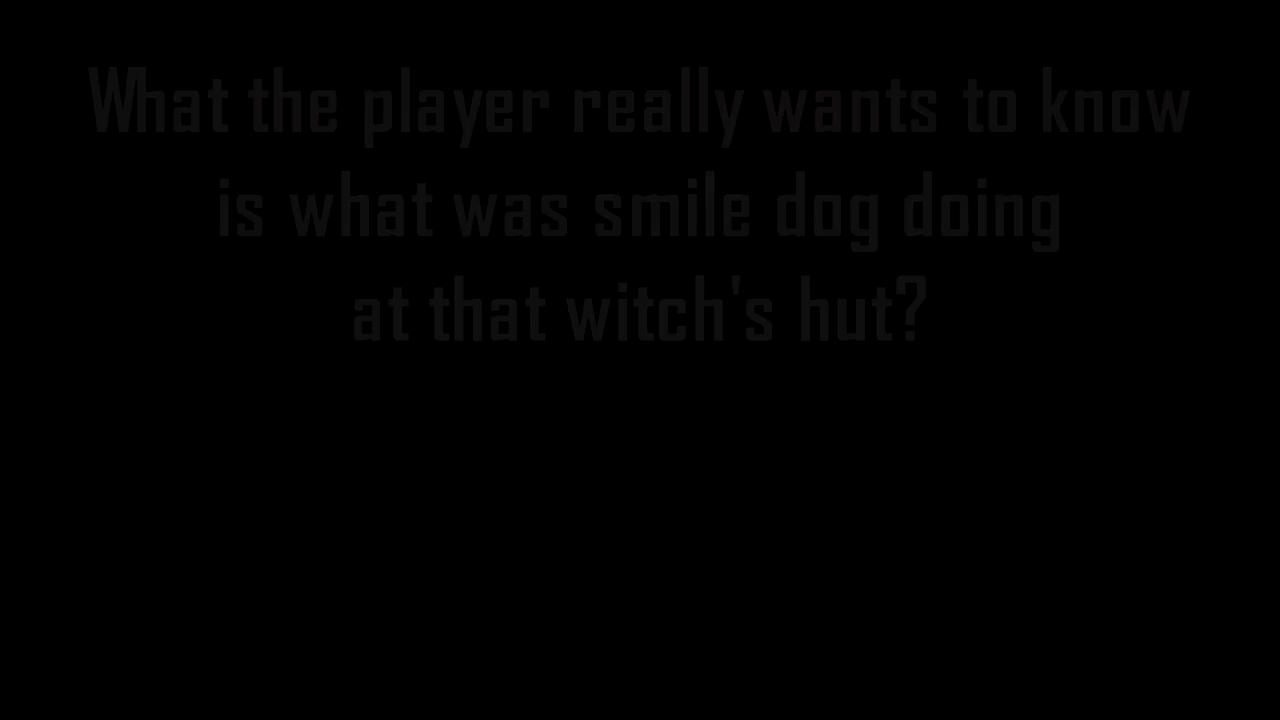 What the player really wants to know
is what was smile dog doing
at that witch's hut?